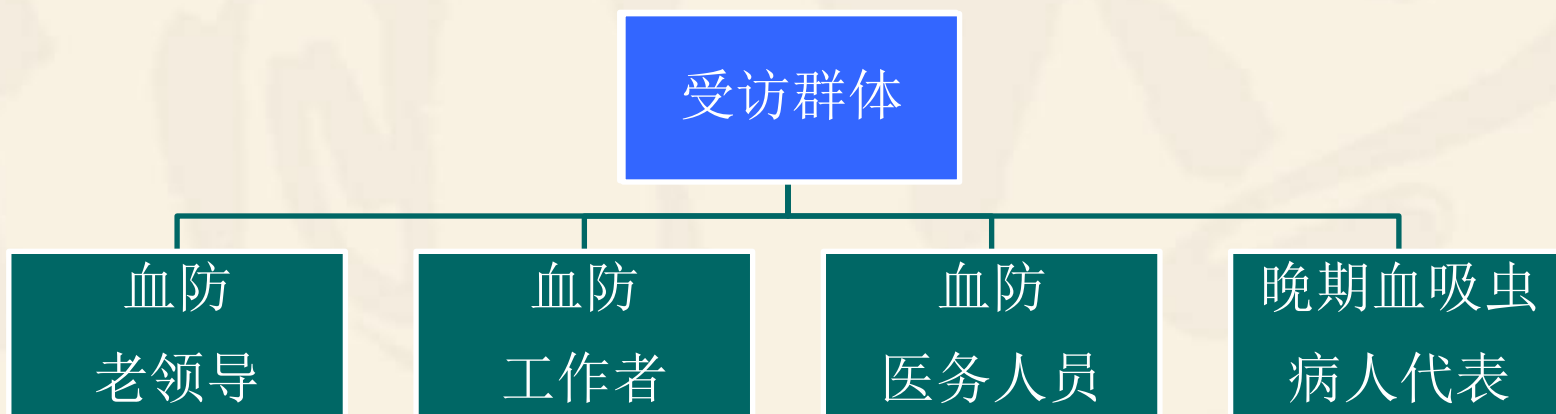 受访群体
血防
老领导
血防
工作者
血防
医务人员
晚期血吸虫
病人代表